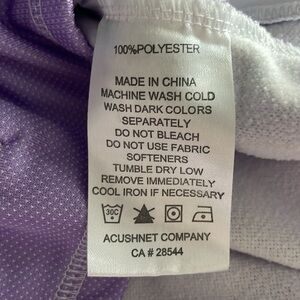 100%POLYESTER
MADE IN CHINA
MACHINE WASH COLD
WASH DARK COLORS
SEPARATELY
DO NOT BLEACH
DO NOT USE FABRIC
SOFTENERS
TUMBLE DRY LOW
REMOVE IMMEDIATELY
COOL IRON IF NECESSARY
30C
ACUSHNET COMPANY
CA # 28544